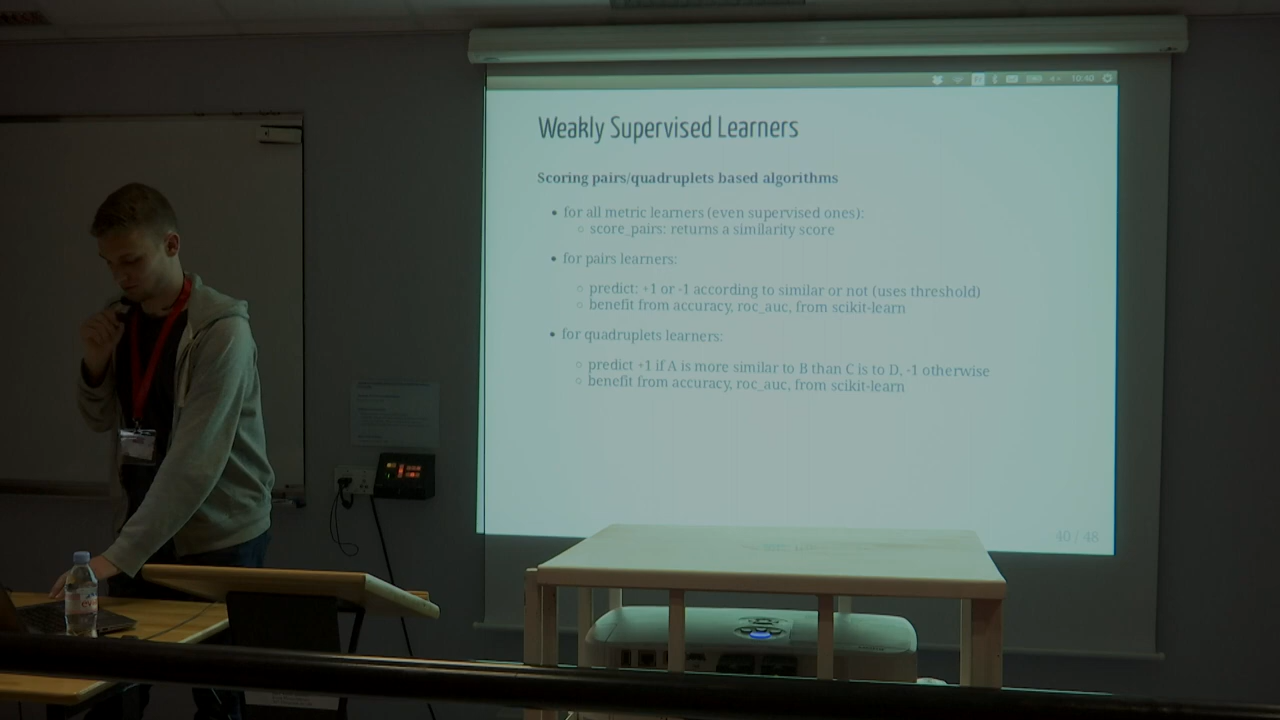 10:40
Weakly Supervised Learners
Scoring pairs/quadruplets based algorithms
• for all metric learners (even supervised ones):
○ score_pairs: returns a similarity score
• for pairs learners:
○ predict: +1 or -1 according to similar or not (uses threshold)
○ benefit from accuracy, roc_auc, from scikit-learn
• for quadruplets learners:
○ predict +1 if A is more similar to B than C is to D, -1 otherwise
○ benefit from accuracy, roc_auc, from scikit-learn
40 / 48